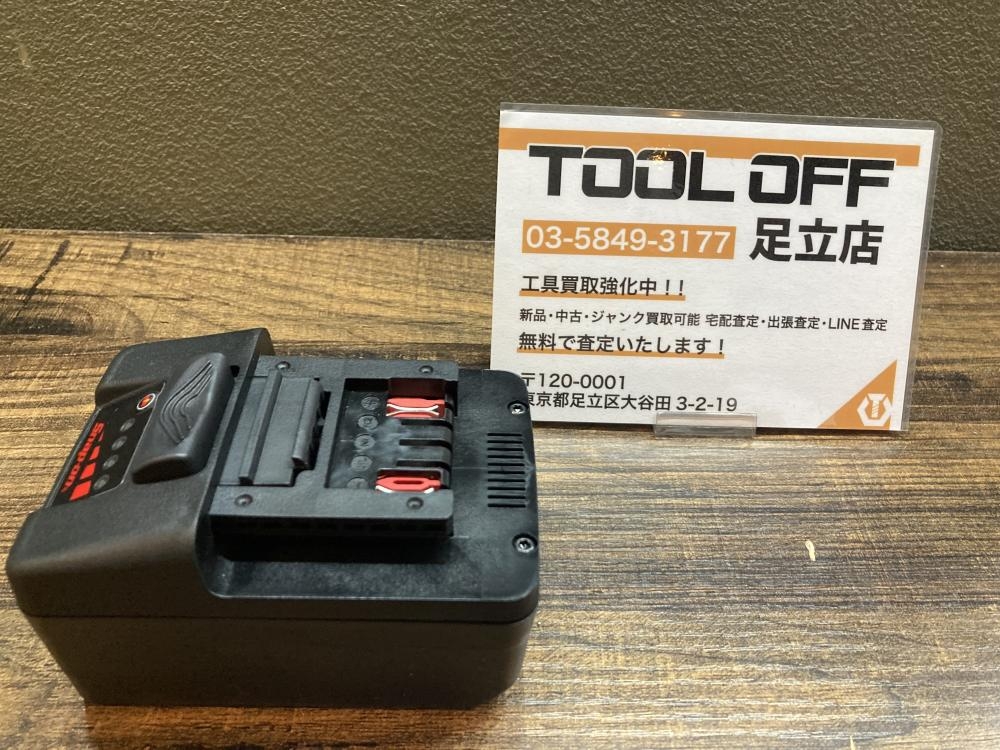 TOOL OFF
03-5849-3177 足立店
工具買取強化中！！
新品・中古・ジャンク買取可能 宅配査定・出張査定・LINE査定
無料で査定いたします！
〒120-0001
東京都足立区大谷田3-2-19
Snap-on